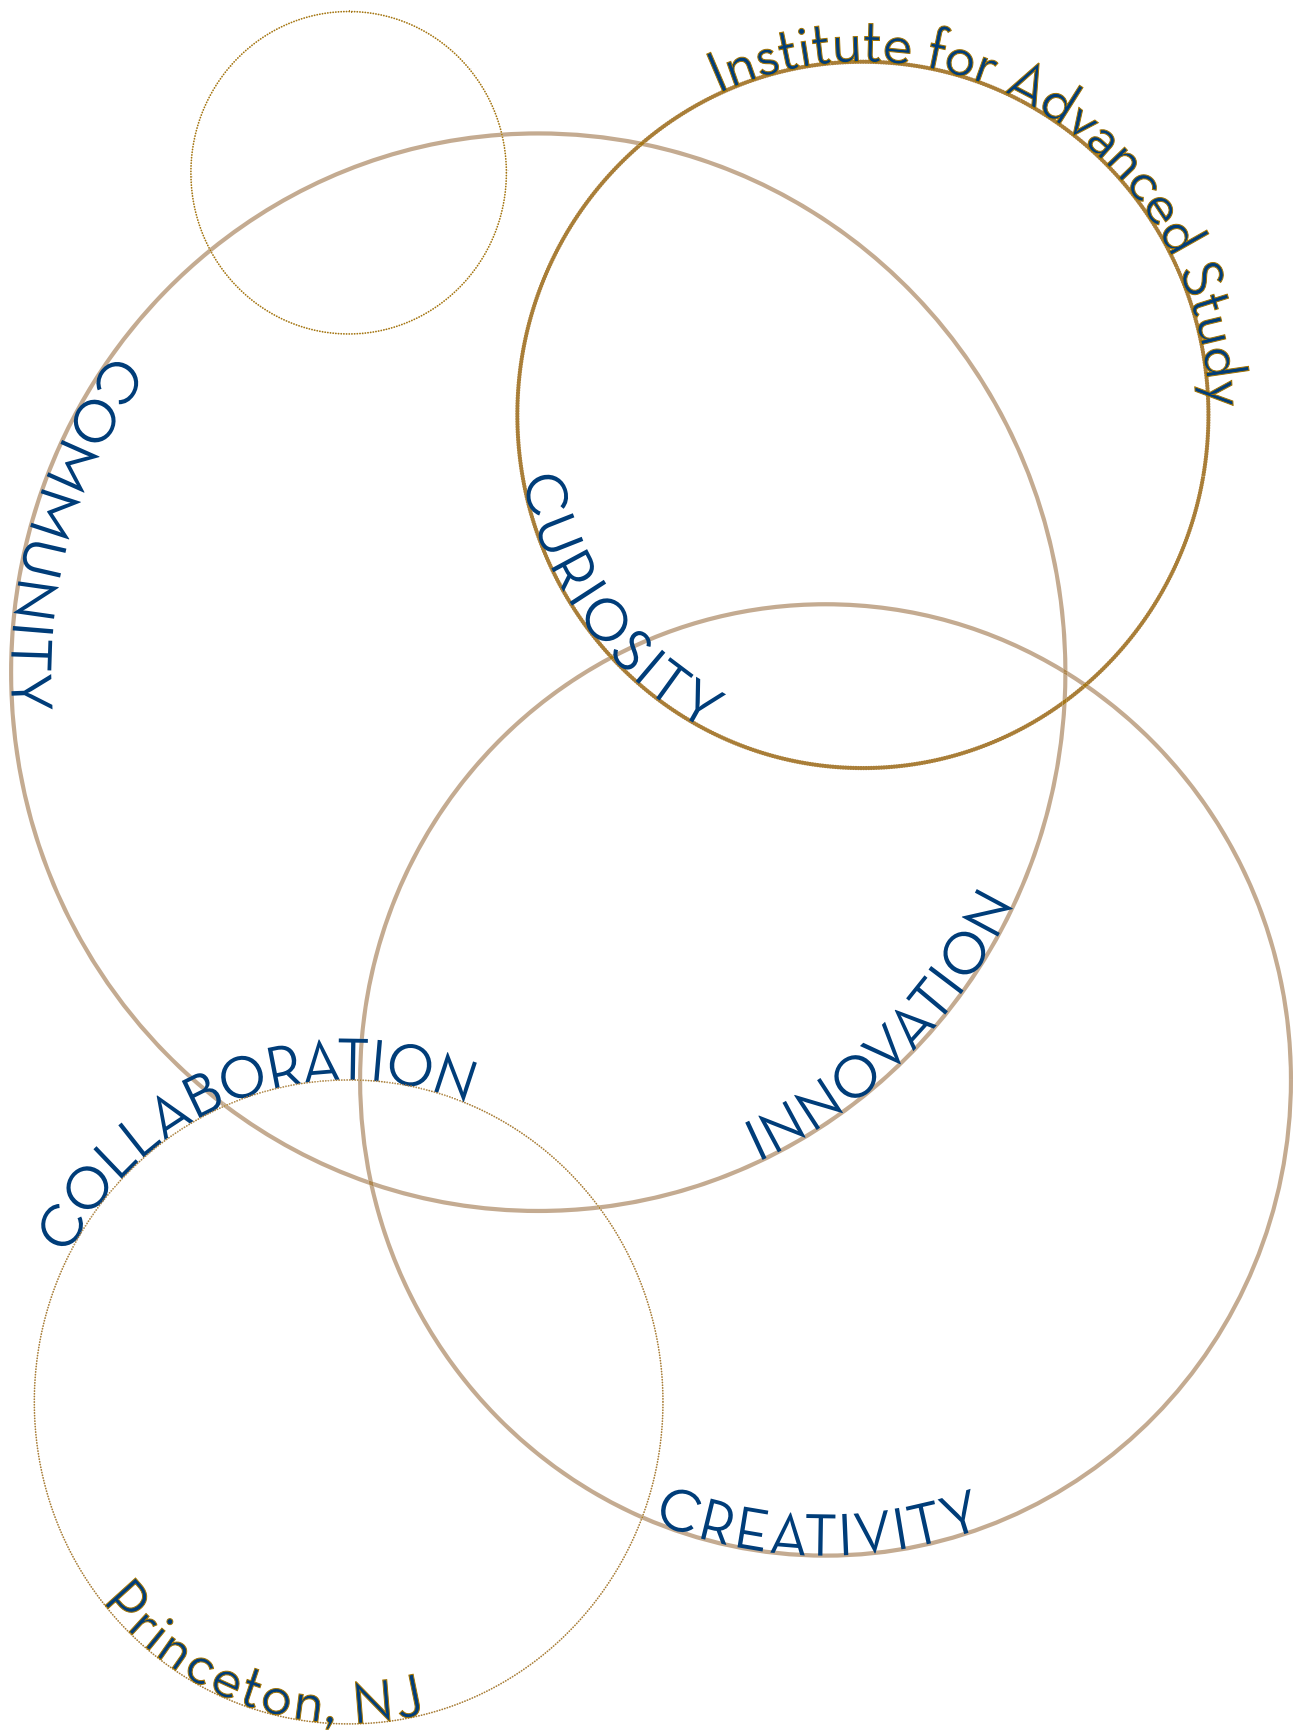 Institute for Advanced Study
COMMUNITY
CURIOSITY
INNOVATION
COLLABORATION
CREATIVITY
Princeton, NJ